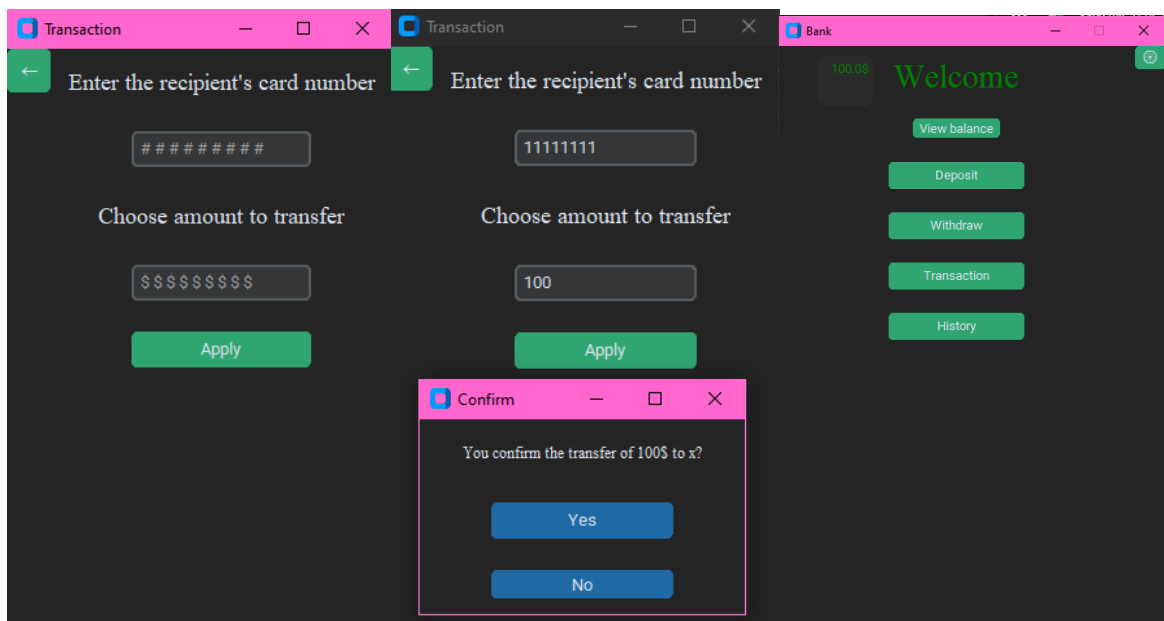 Transaction
←
Enter the recipient's card number
# # # # # # # # #
Choose amount to transfer
$ $ $ $ $ $ $ $ $
Apply
Transaction
←
Enter the recipient's card number
11111111
Choose amount to transfer
100
Apply
Confirm
You confirm the transfer of 100$ to x?
Yes
No
Bank
100.0$
Welcome
View balance
Deposit
Withdraw
Transaction
History